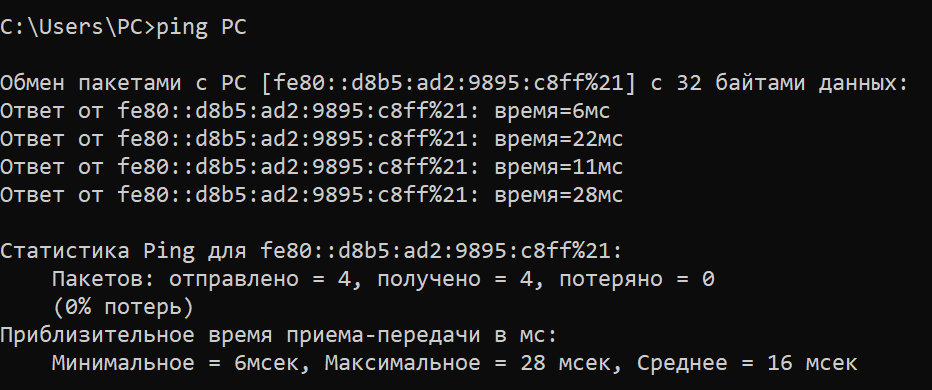 C:\Users\PC>ping PC
Обмен пакетами с PC [fe80::d8b5:ad2:9895:c8ff%21] с 32 байтами данных:
Ответ от fe80::d8b5:ad2:9895:c8ff%21: время=6мс
Ответ от fe80::d8b5:ad2:9895:c8ff%21: время=22мс
Ответ от fe80::d8b5:ad2:9895:c8ff%21: время=11мс
Ответ от fe80::d8b5:ad2:9895:c8ff%21: время=28мс
Статистика Ping для fe80::d8b5:ad2:9895:c8ff%21:
Пакетов: отправлено = 4, получено = 4, потеряно = 0
(0% потерь)
Приблизительное время приема-передачи в мс:
Минимальное = 6мсек, Максимальное = 28 мсек, Среднее = 16 мсек